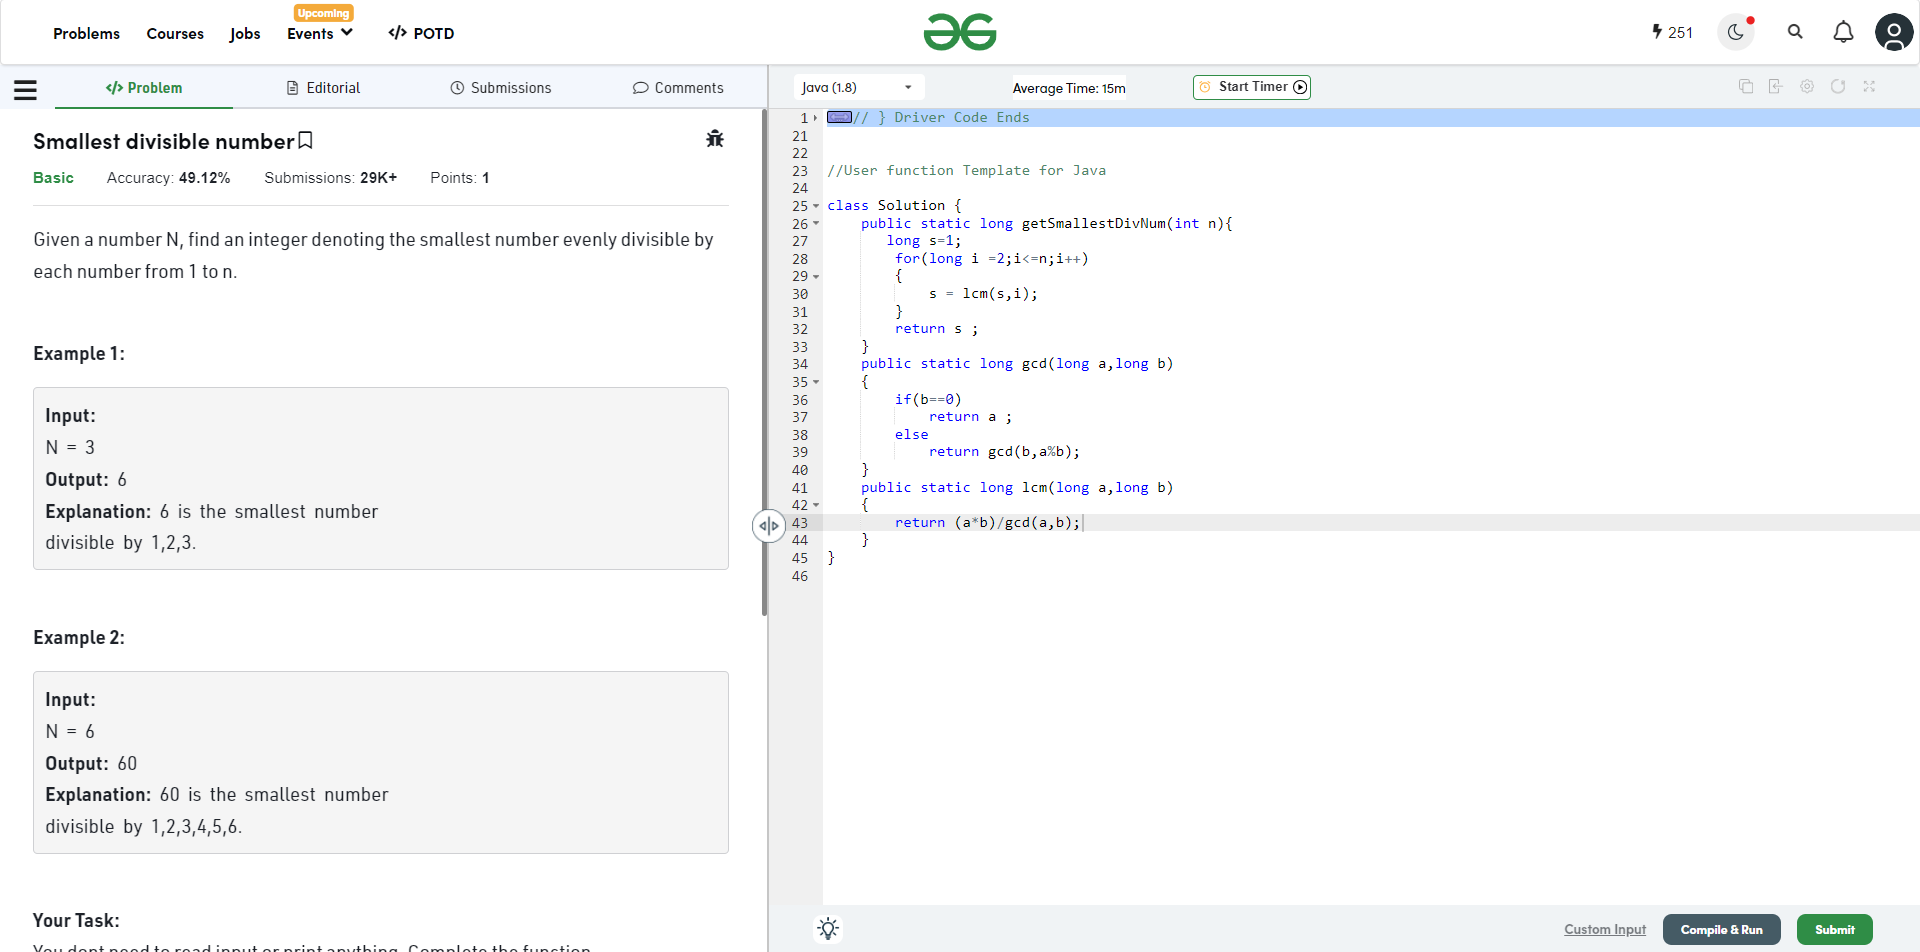 Problems Courses Jobs Upcoming Events </> POTD 251
</> Problem Editorial Submissions Comments
Smallest divisible number
Basic Accuracy: 49.12% Submissions: 29K+ Points: 1
Given a number N, find an integer denoting the smallest number evenly divisible by
each number from 1 to n.
Example 1:
Input:
N = 3
Output: 6
Explanation: 6 is the smallest number
divisible by 1,2,3.
Example 2:
Input:
N = 6
Output: 60
Explanation: 60 is the smallest number
divisible by 1,2,3,4,5,6.
Your Task:
You dont need to read input or print anything. Complete the function
Java (1.8) Average Time: 15m Start Timer
1 // } Driver Code Ends
21
22
23 //User function Template for Java
24
25 class Solution {
26 public static long getSmallestDivNum(int n){
27 long s=1;
28 for(long i =2;i<=n;i++)
29 {
30 s = lcm(s,i);
31 }
32 return s ;
33 }
34 public static long gcd(long a,long b)
35 {
36 if(b==0)
37 return a ;
38 else
39 return gcd(b,a%b);
40 }
41 public static long lcm(long a,long b)
42 {
43 return (a*b)/gcd(a,b);
44 }
45 }
46
Custom Input Compile & Run Submit